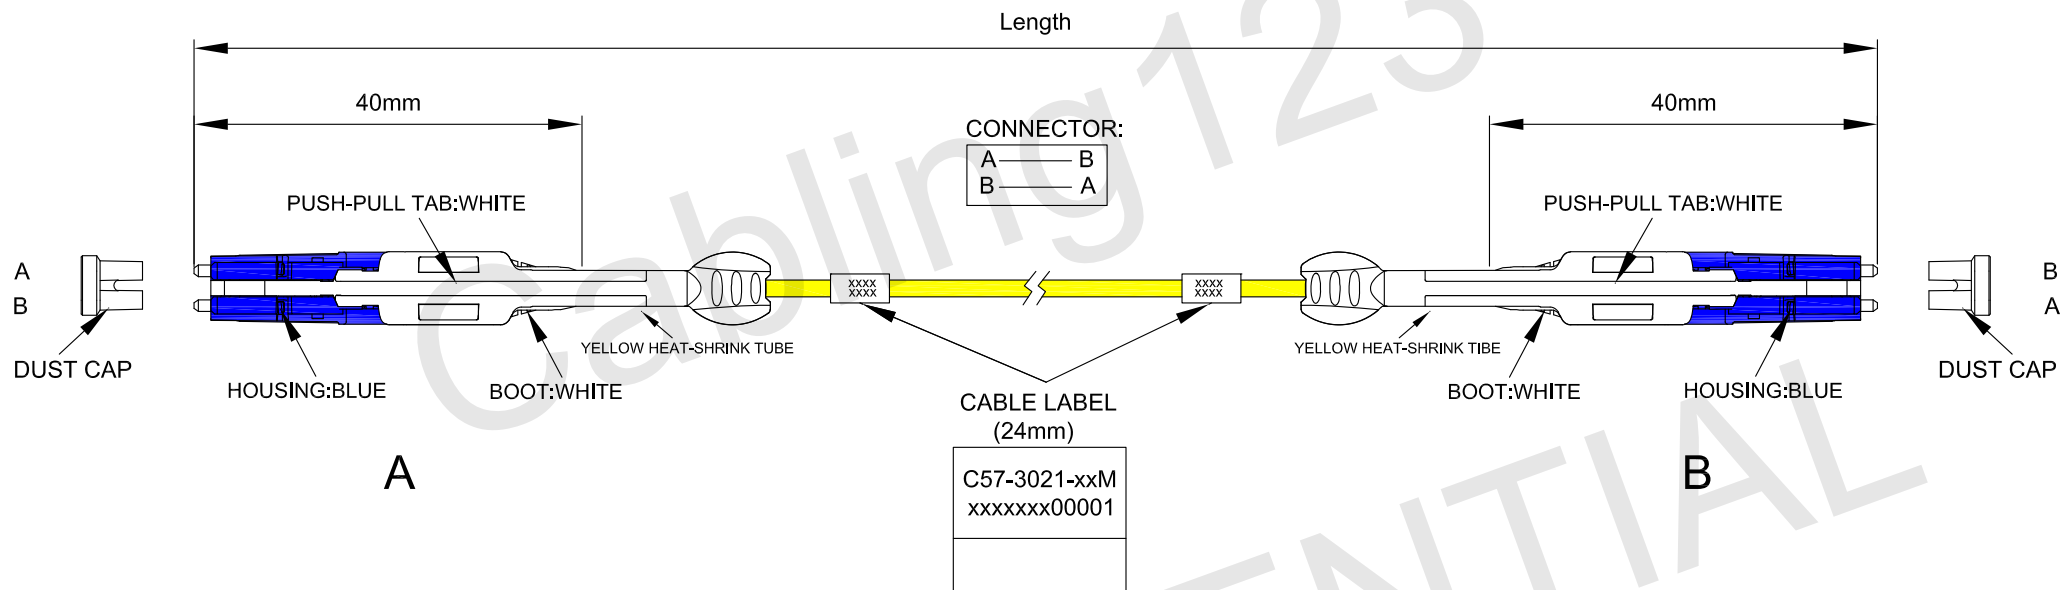 Length
40mm
40mm
CONNECTOR:
A B
B A
PUSH-PULL TAB:WHITE
PUSH-PULL TAB:WHITE
A
B
B
A
XXXX
XXXX
XXXX
XXXX
DUST CAP
HOUSING:BLUE
BOOT:WHITE
YELLOW HEAT-SHRINK TUBE
YELLOW HEAT-SHRINK TIBE
BOOT:WHITE
HOUSING:BLUE
DUST CAP
CABLE LABEL
(24mm)
C57-3021-xxM
xxxxxxx00001
A
B
Cabling123
ENTIAL